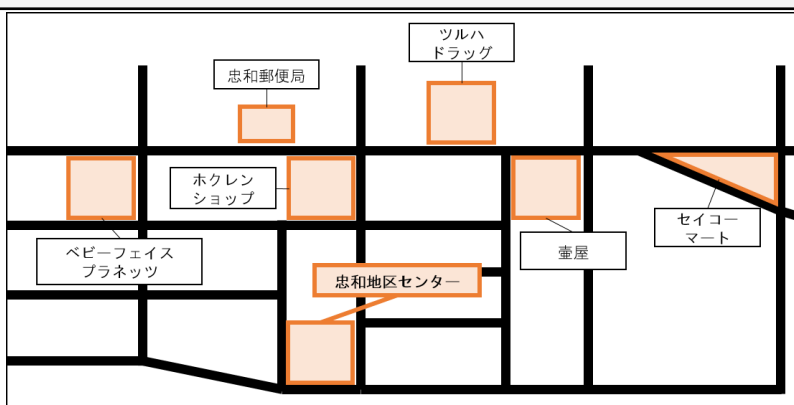 ツルハ
ドラッグ
忠和郵便局
ホクレン
ショップ
セイコー
マート
ベビーフェイス
プラネッツ
壷屋
忠和地区センター